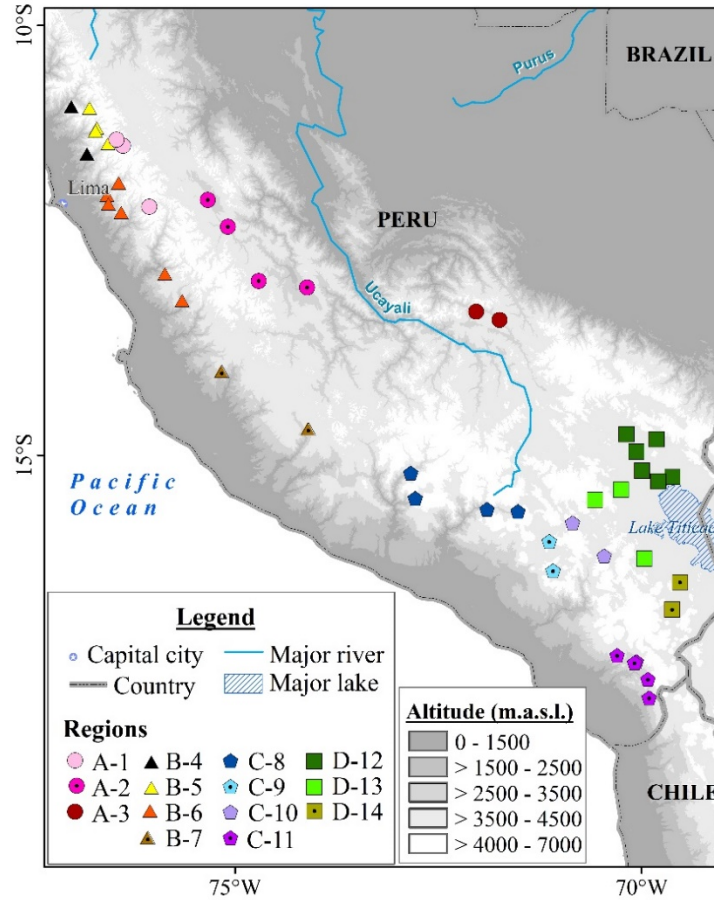 10°S
BRAZIL
Purus
Lima
PERU
Ucayali
15°S
Pacific
Ocean
Lake Titicac
Legend
Capital city
Major river
Country
Major lake
Regions
A-1 B-4 C-8 D-12
A-2 B-5 C-9 D-13
A-3 B-6 C-10 D-14
B-7 C-11
Altitude (m.a.s.l.)
0 - 1500
> 1500 - 2500
> 2500 - 3500
> 3500 - 4500
> 4000 - 7000
CHILE
75°W
70°W